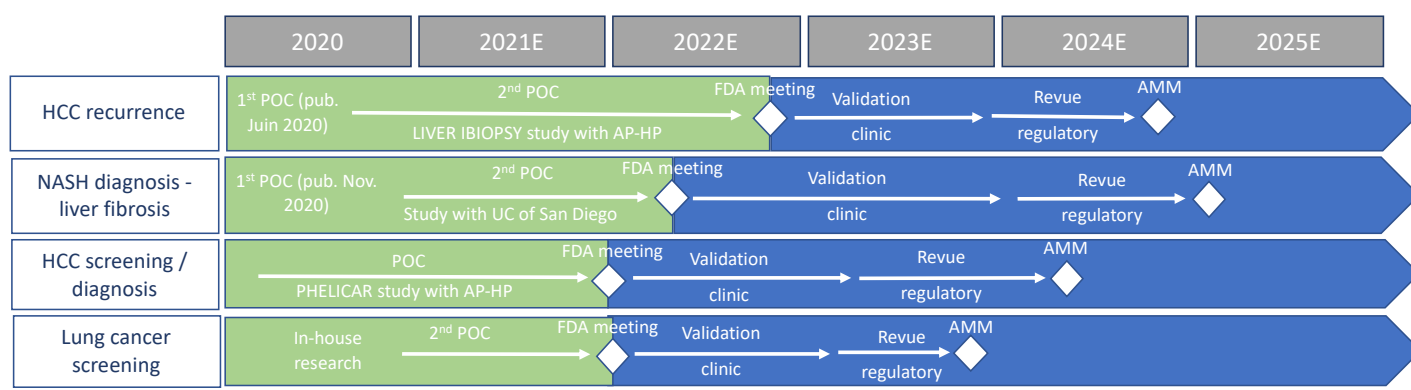 2020 2021E 2022E 2023E 2024E 2025E
HCC recurrence
1st POC (pub.
Juin 2020)
2nd POC
LIVER IBIOPSY study with AP-HP
FDA meeting
Validation
clinic
Revue
regulatory
AMM
NASH diagnosis -
liver fibrosis
1st POC (pub. Nov.
2020)
2nd POC
Study with UC of San Diego
FDA meeting
Validation
clinic
Revue
regulatory
AMM
HCC screening /
diagnosis
POC
PHELICAR study with AP-HP
FDA meeting
Validation
clinic
Revue
regulatory
AMM
Lung cancer
screening
In-house
research
2nd POC
FDA meeting
Validation
clinic
Revue
regulatory
AMM